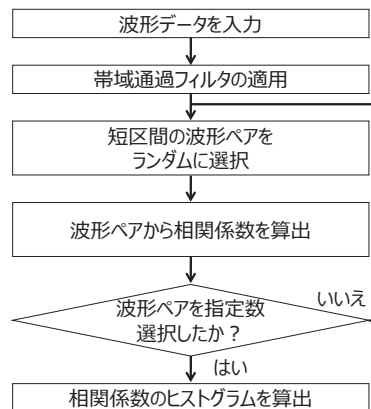 波形データを入力
帯域通過フィルタの適用
短区間の波形ペアを
ランダムに選択
波形ペアから相関係数を算出
波形ペアを指定数
選択したか？
いいえ
はい
相関係数のヒストグラムを算出